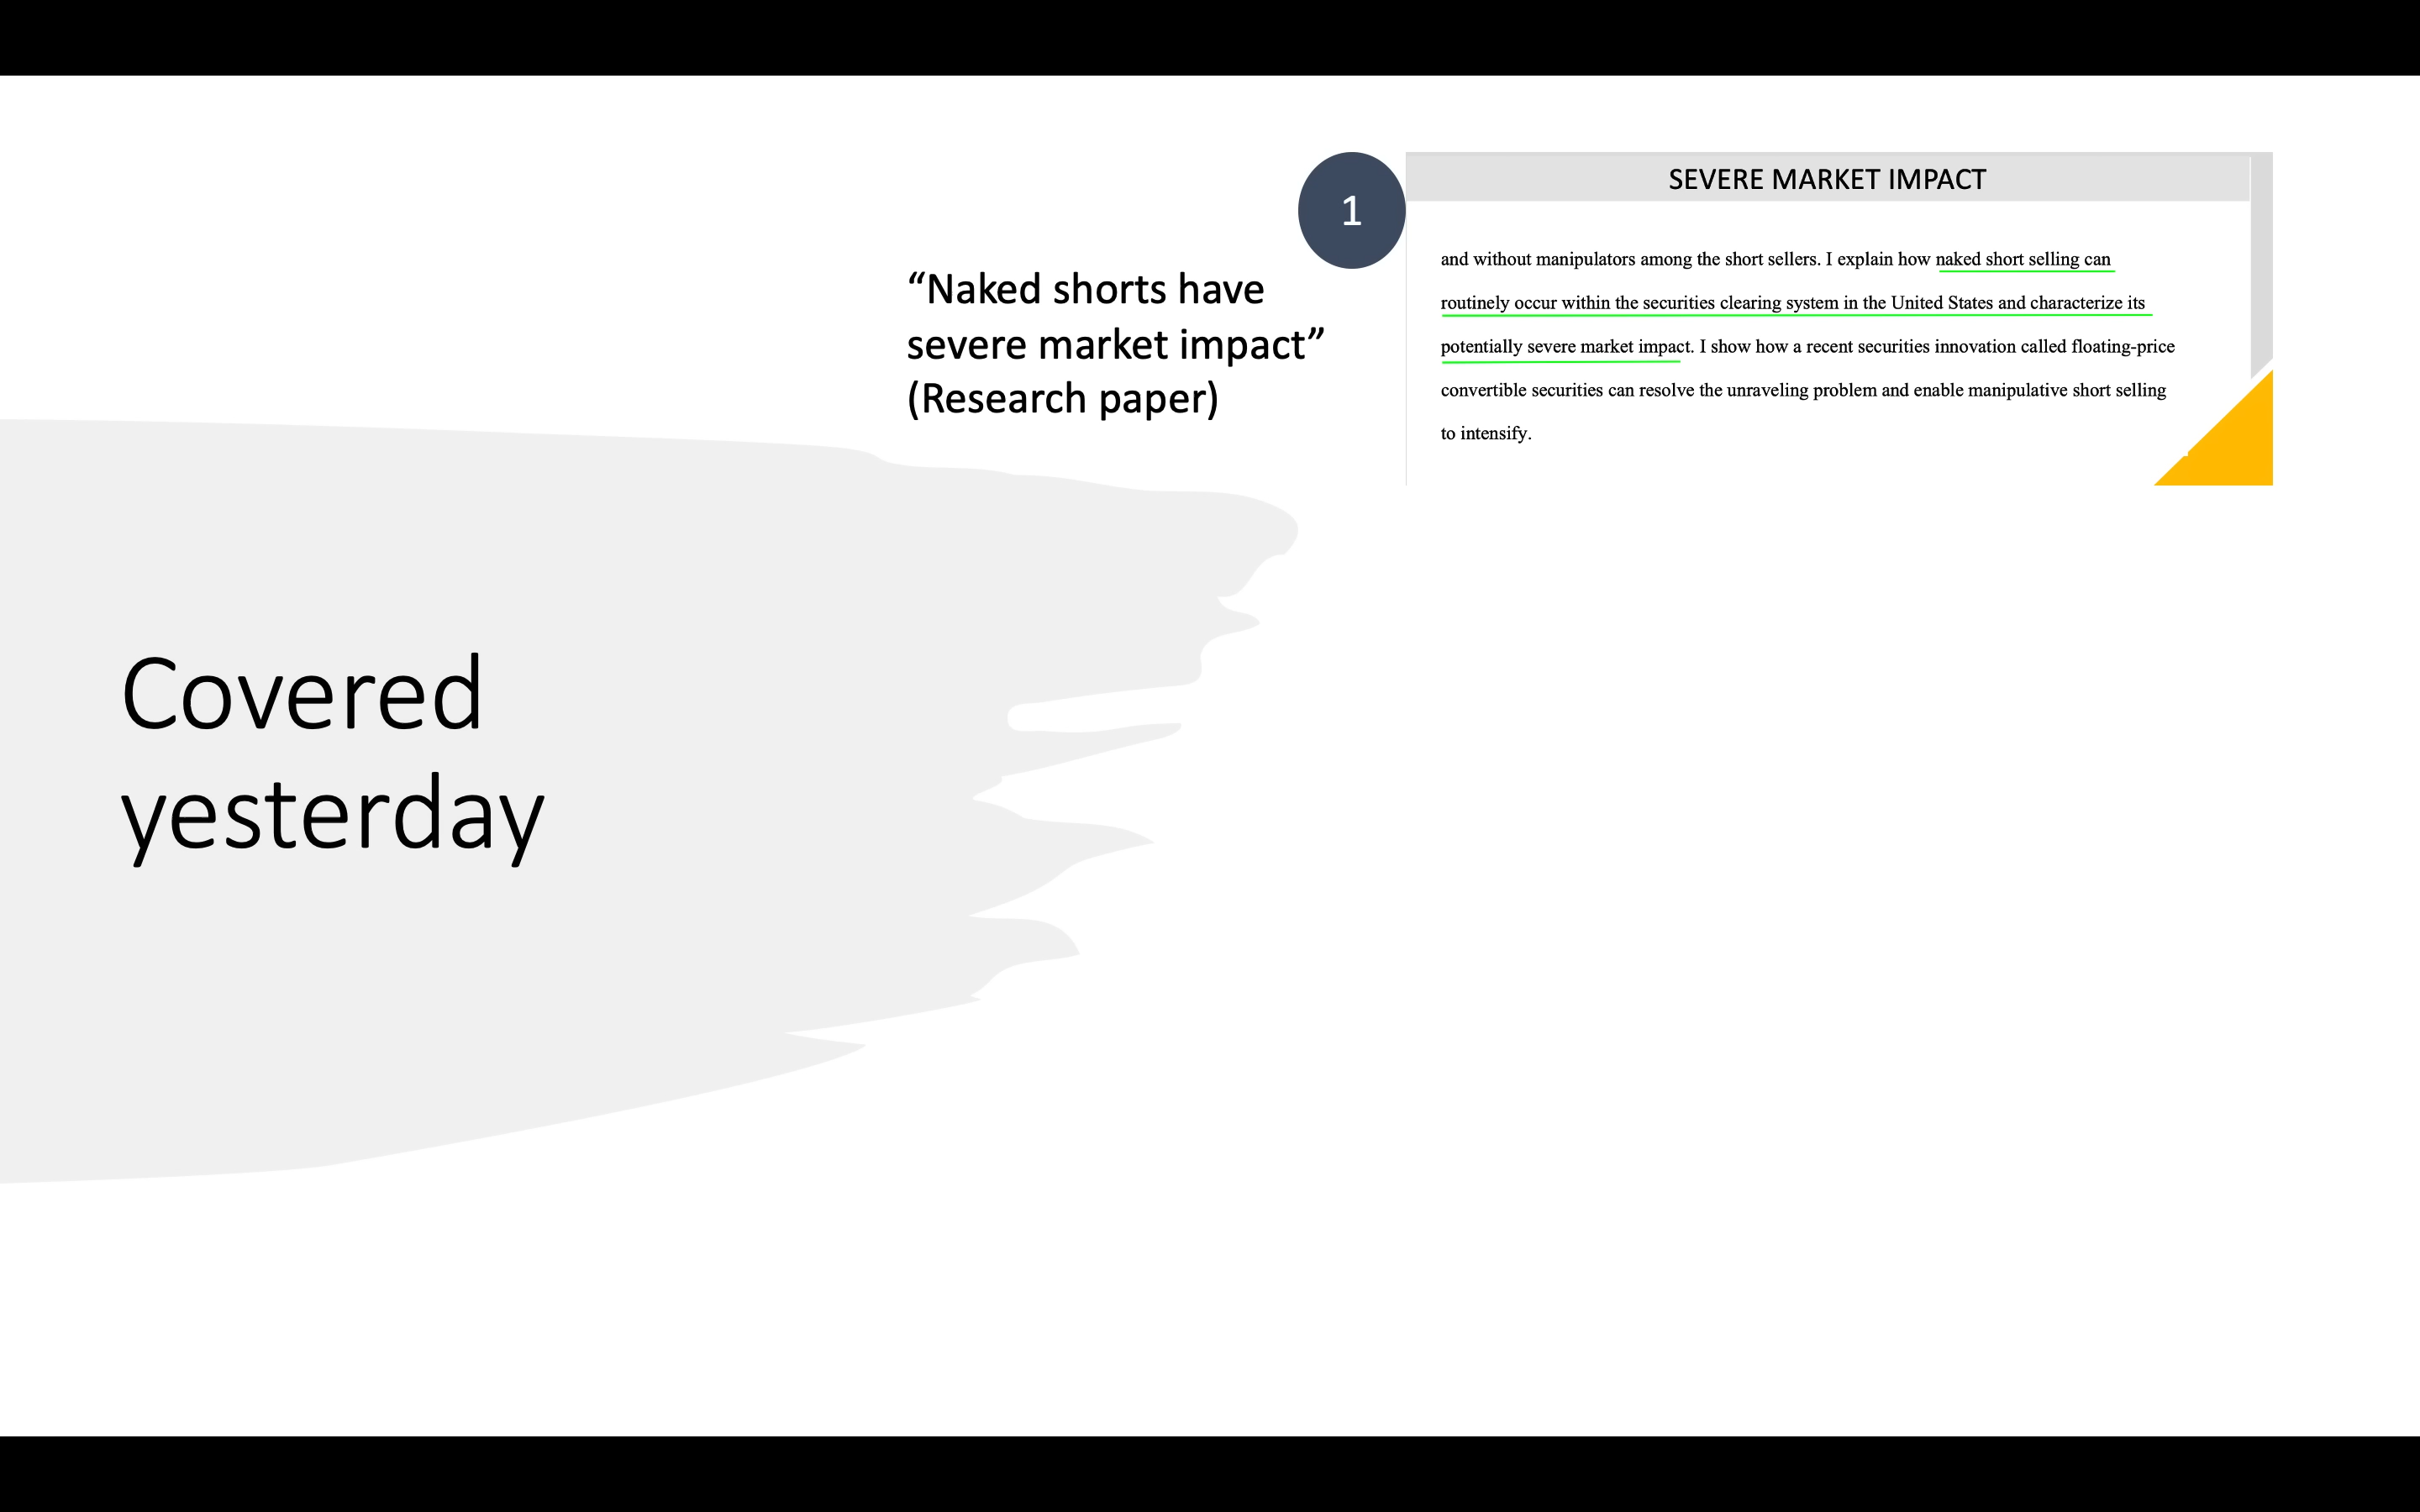 Covered
yesterday
“Naked shorts have
severe market impact”
(Research paper)
1
SEVERE MARKET IMPACT
and without manipulators among the short sellers. I explain how naked short selling can
routinely occur within the securities clearing system in the United States and characterize its
potentially severe market impact. I show how a recent securities innovation called floating-price
convertible securities can resolve the unraveling problem and enable manipulative short selling
to intensify.